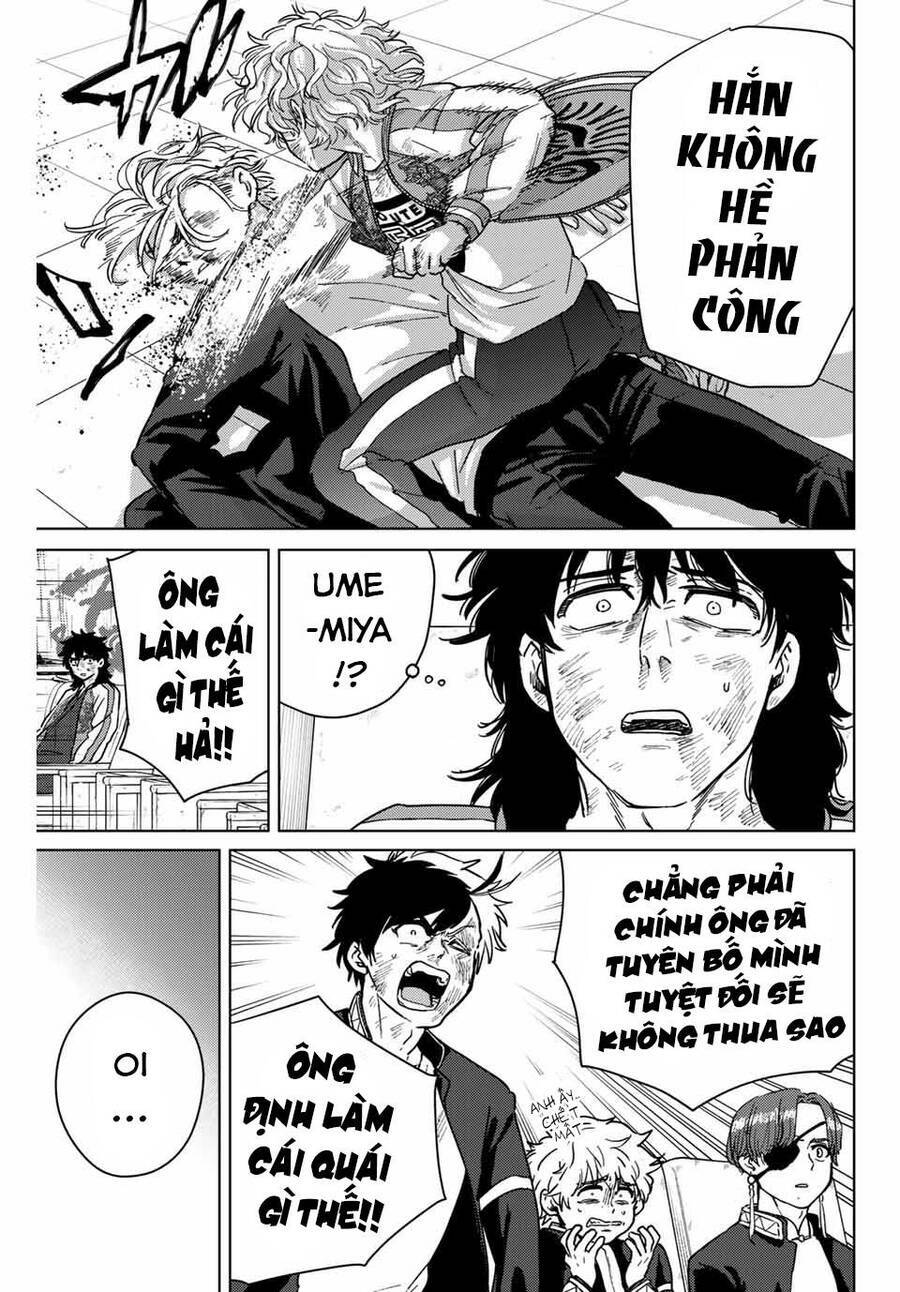 HẮN
KHÔNG
HỀ
PHẢN
CÔNG
UME
-MIYA
!?
ÔNG
LÀM CÁI
GÌ THẾ
HẢ!!
CHẲNG PHẢI
CHÍNH ÔNG ĐÃ
TUYÊN BỐ MÌNH
TUYỆT ĐỐI SẼ
KHÔNG THUA SAO
ÔNG
ĐỊNH LÀM
CÁI QUÁI
GÌ THẾ!!
ANH ẤY...
CHẾT
MẤT-
OI
...